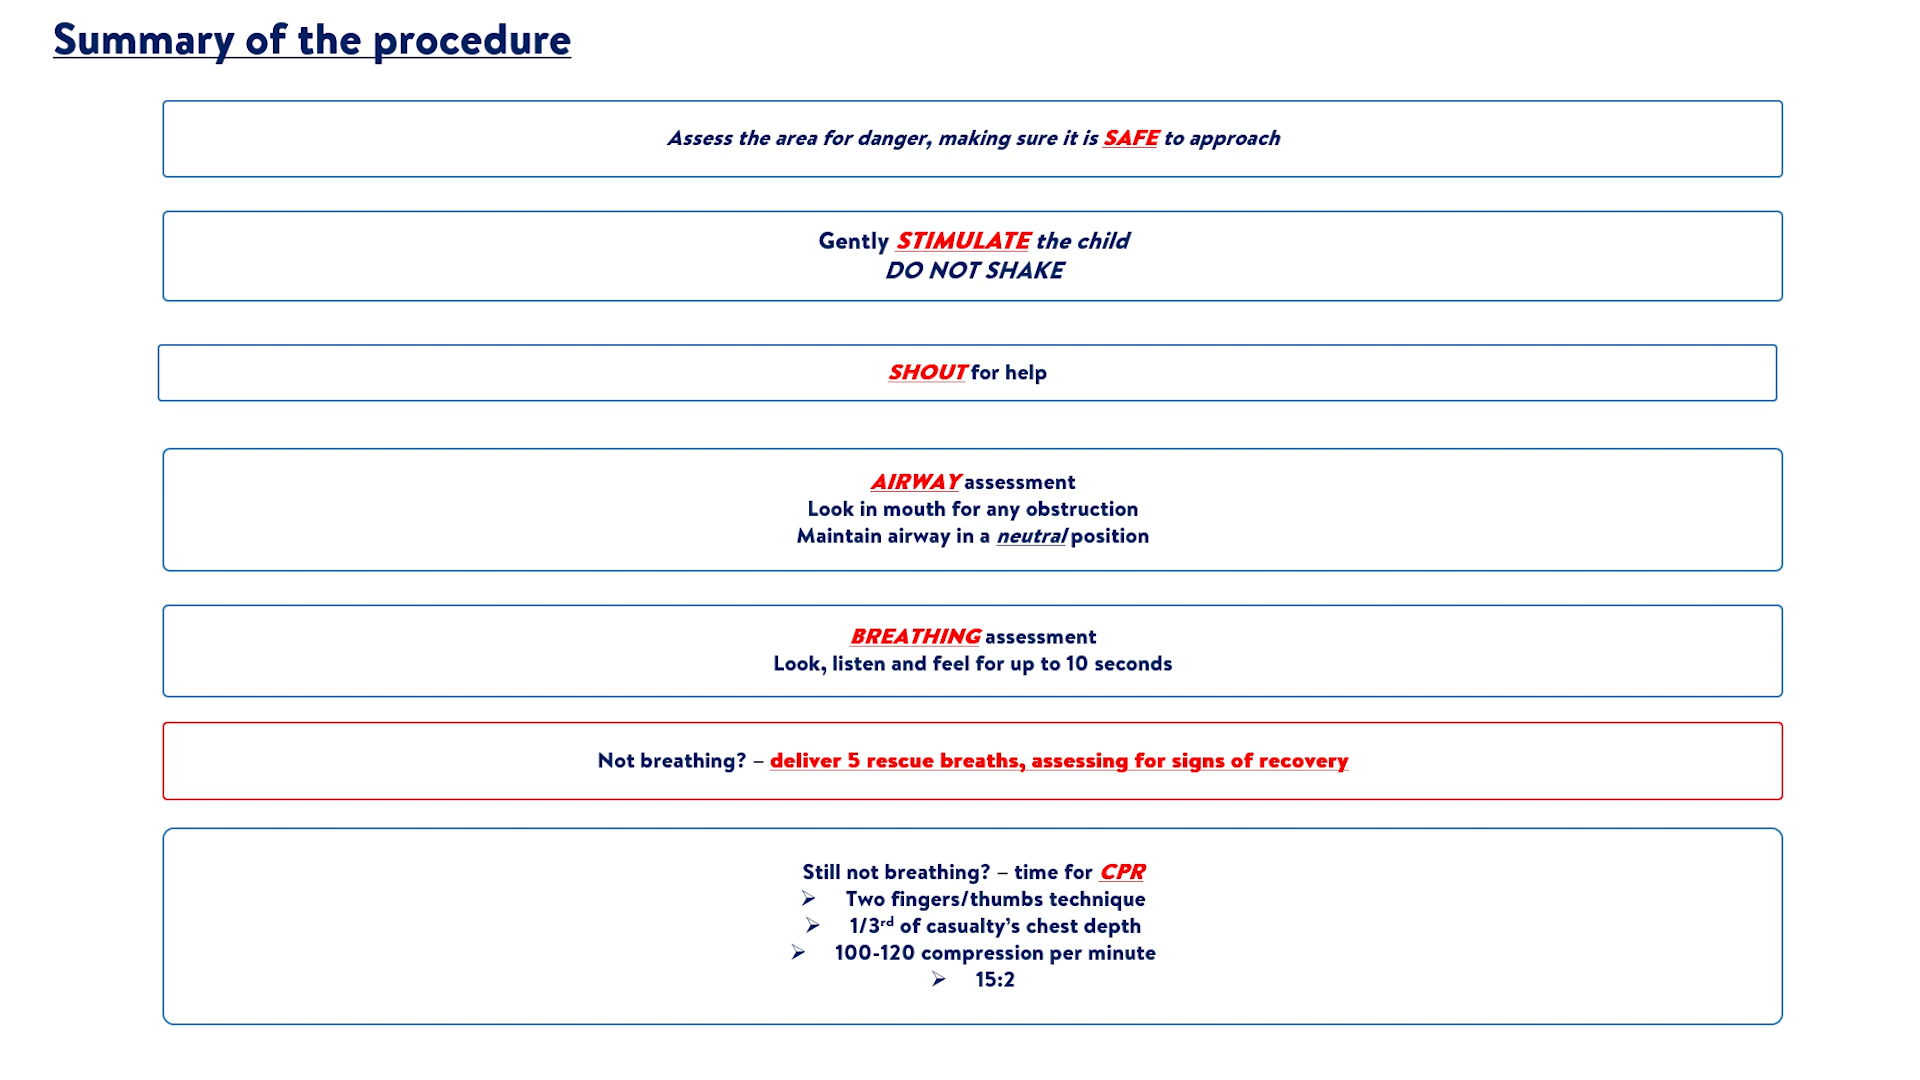 Summary of the procedure
Assess the area for danger, making sure it is SAFE to approach
Gently STIMULATE the child
DO NOT SHAKE
SHOUT for help
AIRWAY assessment
Look in mouth for any obstruction
Maintain airway in a neutral position
BREATHING assessment
Look, listen and feel for up to 10 seconds
Not breathing? – deliver 5 rescue breaths, assessing for signs of recovery
Still not breathing? – time for CPR
➢ Two fingers/thumbs technique
➢ 1/3rd of casualty’s chest depth
➢ 100-120 compression per minute
➢ 15:2